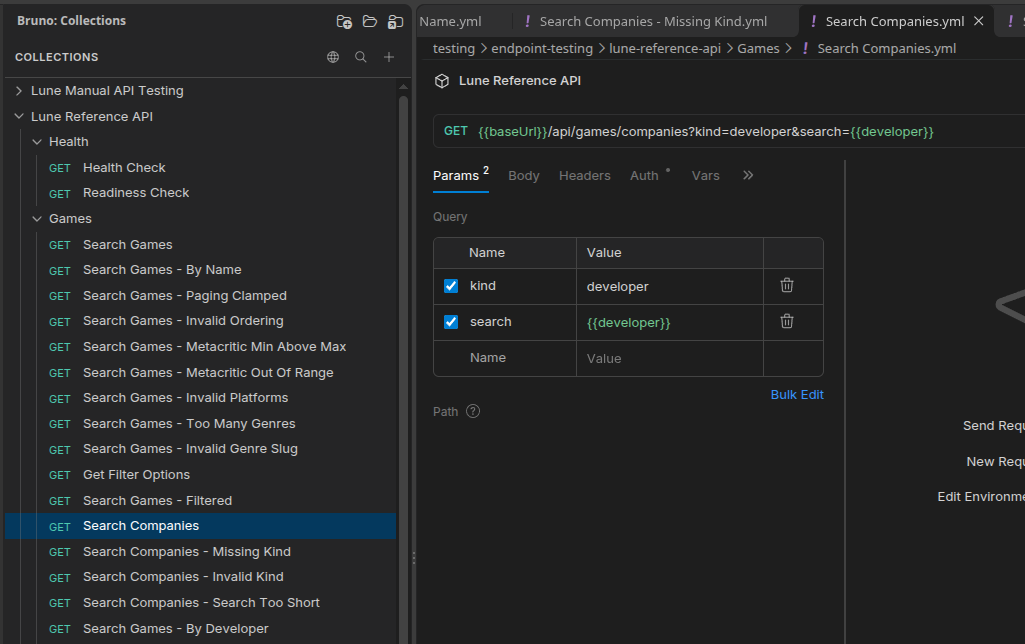 Bruno: Collections
COLLECTIONS
Lune Manual API Testing
Lune Reference API
Health
GET Health Check
GET Readiness Check
Games
GET Search Games
GET Search Games - By Name
GET Search Games - Paging Clamped
GET Search Games - Invalid Ordering
GET Search Games - Metacritic Min Above Max
GET Search Games - Metacritic Out Of Range
GET Search Games - Invalid Platforms
GET Search Games - Too Many Genres
GET Search Games - Invalid Genre Slug
GET Get Filter Options
GET Search Games - Filtered
GET Search Companies
GET Search Companies - Missing Kind
GET Search Companies - Invalid Kind
GET Search Companies - Search Too Short
GET Search Games - By Developer
Name.yml ! Search Companies - Missing Kind.yml ! Search Companies.yml
testing > endpoint-testing > lune-reference-api > Games > ! Search Companies.yml
Lune Reference API
GET {{baseUrl}}/api/games/companies?kind=developer&search={{developer}}
Params 2 Body Headers Auth Vars
Query
Name Value
kind developer
search {{developer}}
Name Value
Bulk Edit
Path ?
Send Requ
New Requ
Edit Environme